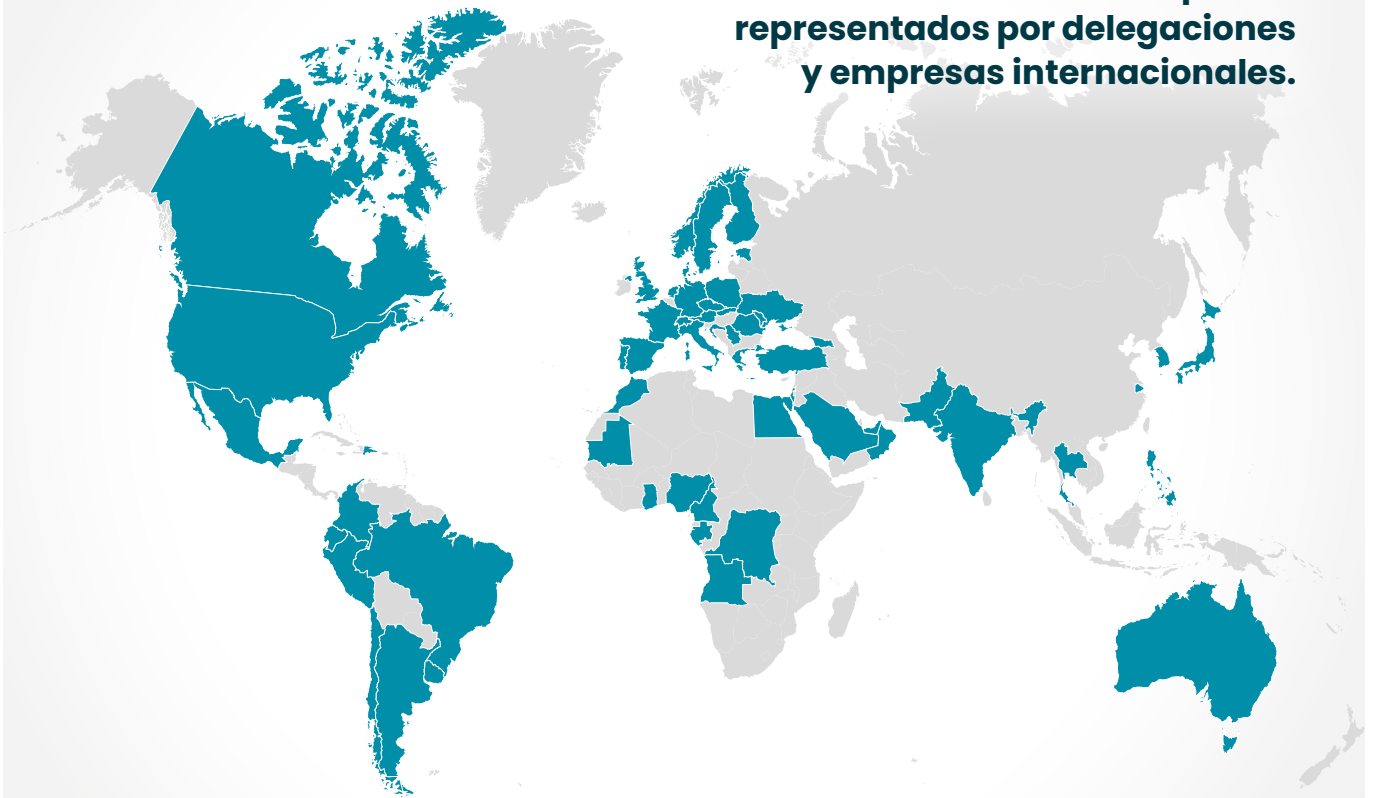 representados por delegaciones
y empresas internacionales.